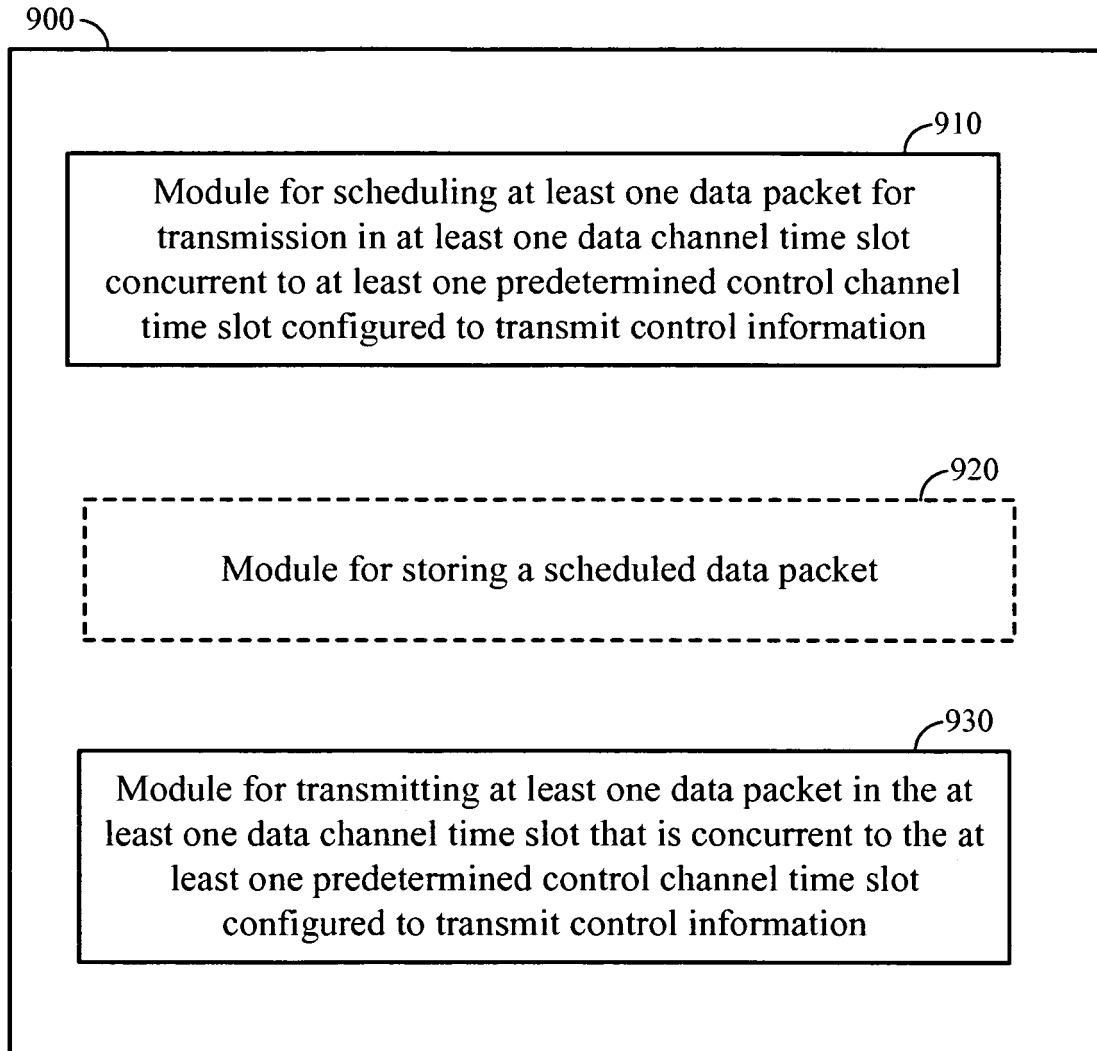 900
910
Module for scheduling at least one data packet for
transmission in at least one data channel time slot
concurrent to at least one predetermined control channel
time slot configured to transmit control information
920
Module for storing a scheduled data packet
930
Module for transmitting at least one data packet in the at
least one data channel time slot that is concurrent to the at
least one predetermined control channel time slot
configured to transmit control information